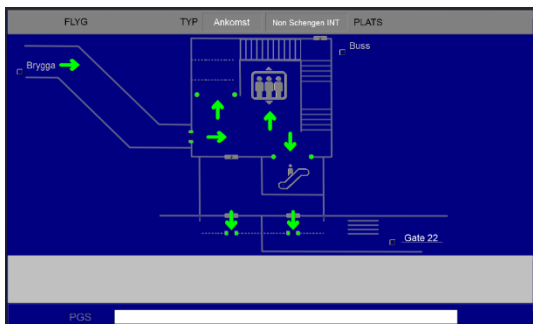 FLYG TYP Ankomst Non Schengen INT PLATS
Buss
Brygga
Gate 22
PGS